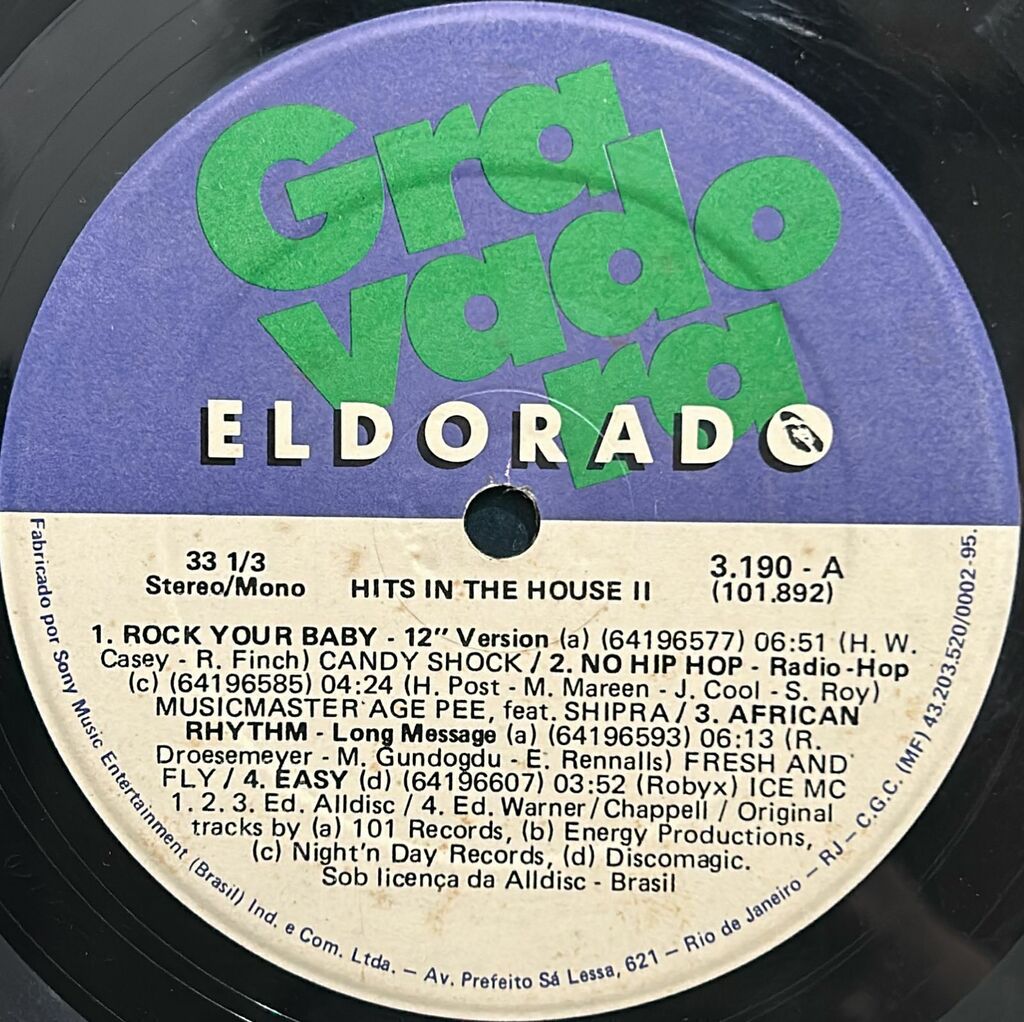 Gra
vado
ra
ELDORADO
33 1/3
Stereo/Mono
HITS IN THE HOUSE II
3.190 - A
(101.892)
1. ROCK YOUR BABY - 12" Version (a) (64196577) 06:51 (H. W.
Casey - R. Finch) CANDY SHOCK / 2. NO HIP HOP - Radio-Hop
(c) (64196585) 04:24 (H. Post - M. Mareen - J. Cool - S. Roy)
MUSICMASTER AGE PEE, feat. SHIPRA / 3. AFRICAN
RHYTHM - Long Message (a) (64196593) 06:13 (R.
Droesemeyer - M. Gundogdu - E. Rennalls) FRESH AND
FLY / 4. EASY (d) (64196607) 03:52 (Robyx) ICE MC
1. 2. 3. Ed. Alldisc / 4. Ed. Warner/Chappell / Original
tracks by (a) 101 Records, (b) Energy Productions,
(c) Night'n Day Records, (d) Discomagic.
Sob licença da Alldisc - Brasil
Fabricado por Sony Music Entertainment (Brasil) Ind. e Com. Ltda. — Av. Prefeito Sá Lessa, 621 — Rio de Janeiro — RJ — C.G.C. (MF) 43.203.520/0002-95.